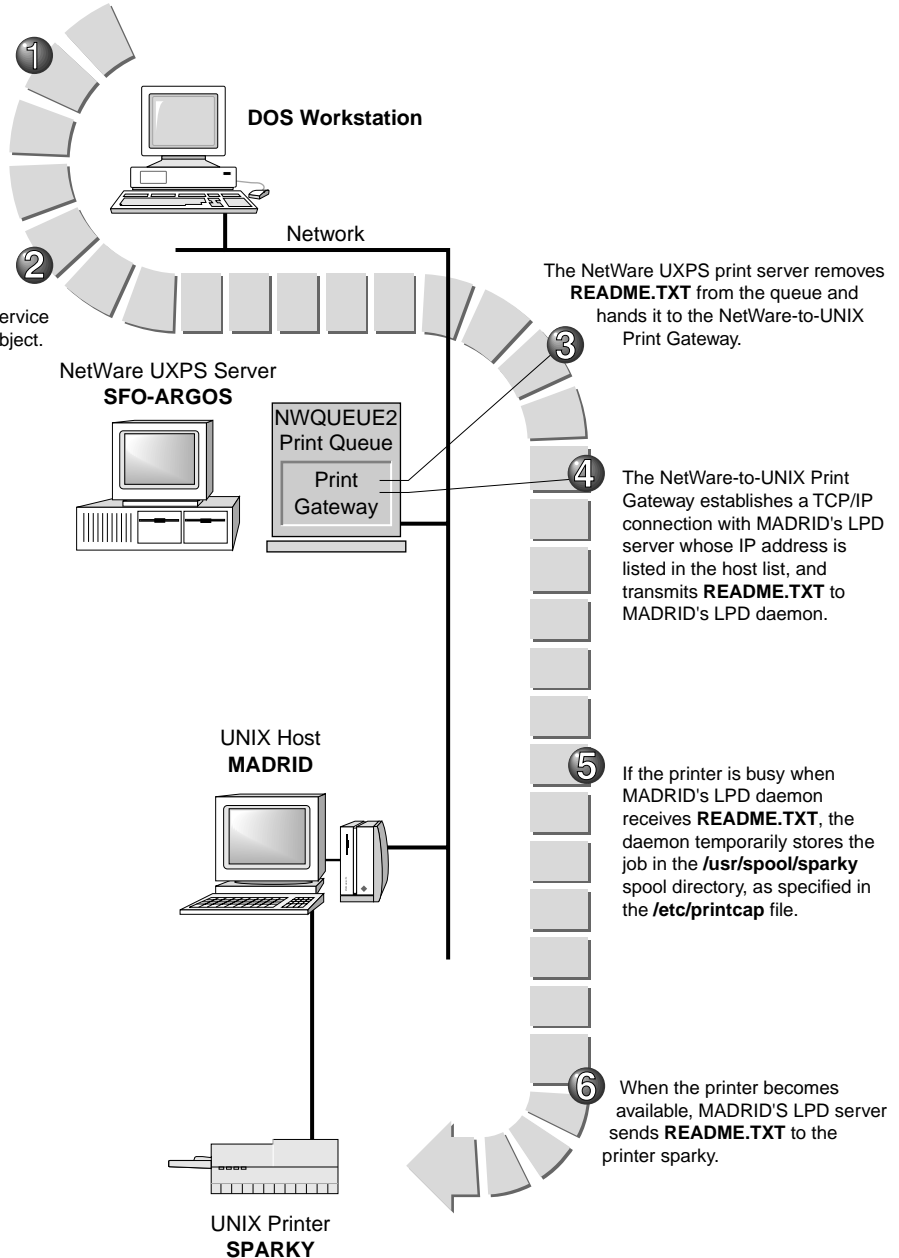 1
DOS Workstation
Network
2
ervice
bject.
The NetWare UXPS print server removes
README.TXT from the queue and
hands it to the NetWare-to-UNIX
Print Gateway.
3
NetWare UXPS Server
SFO-ARGOS
NWQUEUE2
Print Queue
Print
Gateway
4
The NetWare-to-UNIX Print
Gateway establishes a TCP/IP
connection with MADRID's LPD
server whose IP address is
listed in the host list, and
transmits README.TXT to
MADRID's LPD daemon.
UNIX Host
MADRID
5
If the printer is busy when
MADRID's LPD daemon
receives README.TXT, the
daemon temporarily stores the
job in the /usr/spool/sparky
spool directory, as specified in
the /etc/printcap file.
6
When the printer becomes
available, MADRID'S LPD server
sends README.TXT to the
printer sparky.
UNIX Printer
SPARKY